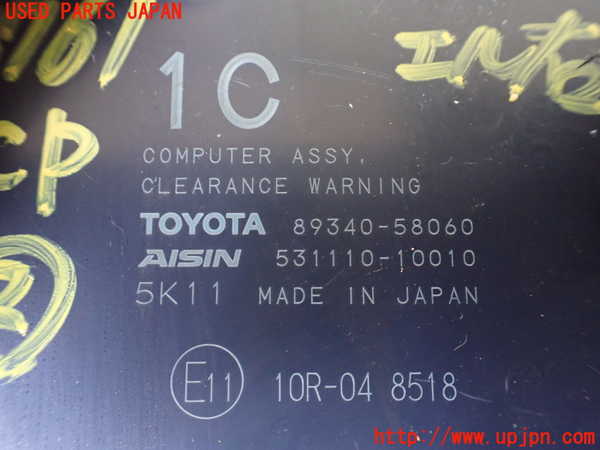 USED PARTS JAPAN
1C
COMPUTER ASSY,
CLEARANCE WARNING
TOYOTA 89340-58060
AISIN 531110-10010
5K11 MADE IN JAPAN
E11 10R-04 8518
CP
http://www.upjpn.com